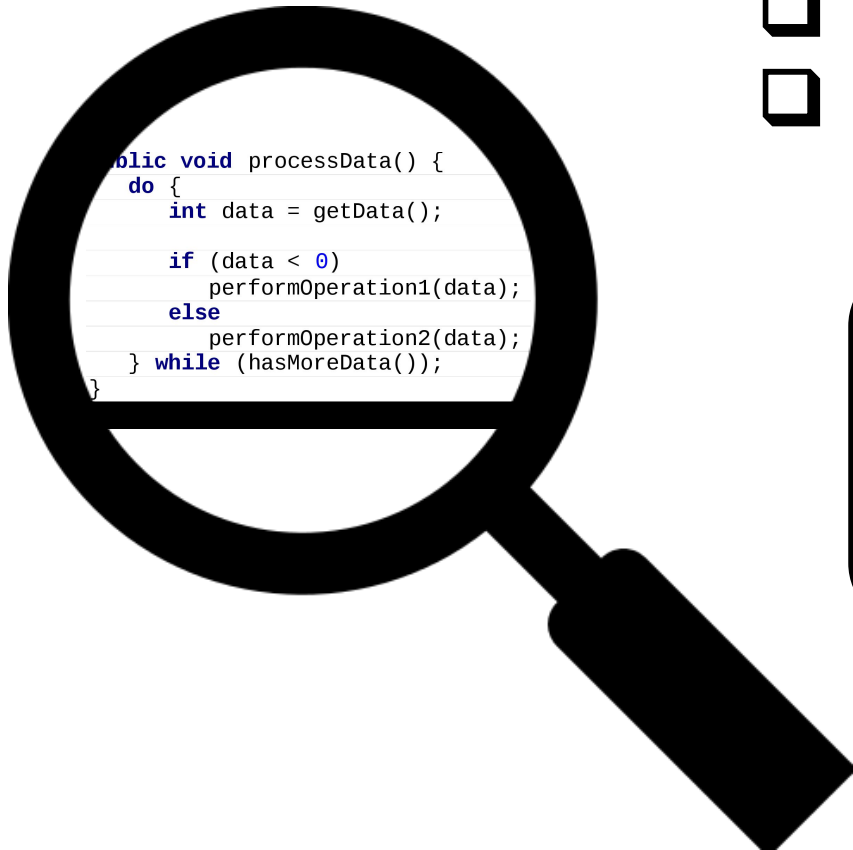 blic void processData() {
do {
int data = getData();
if (data < 0)
performOperation1(data);
else
performOperation2(data);
} while (hasMoreData());
}